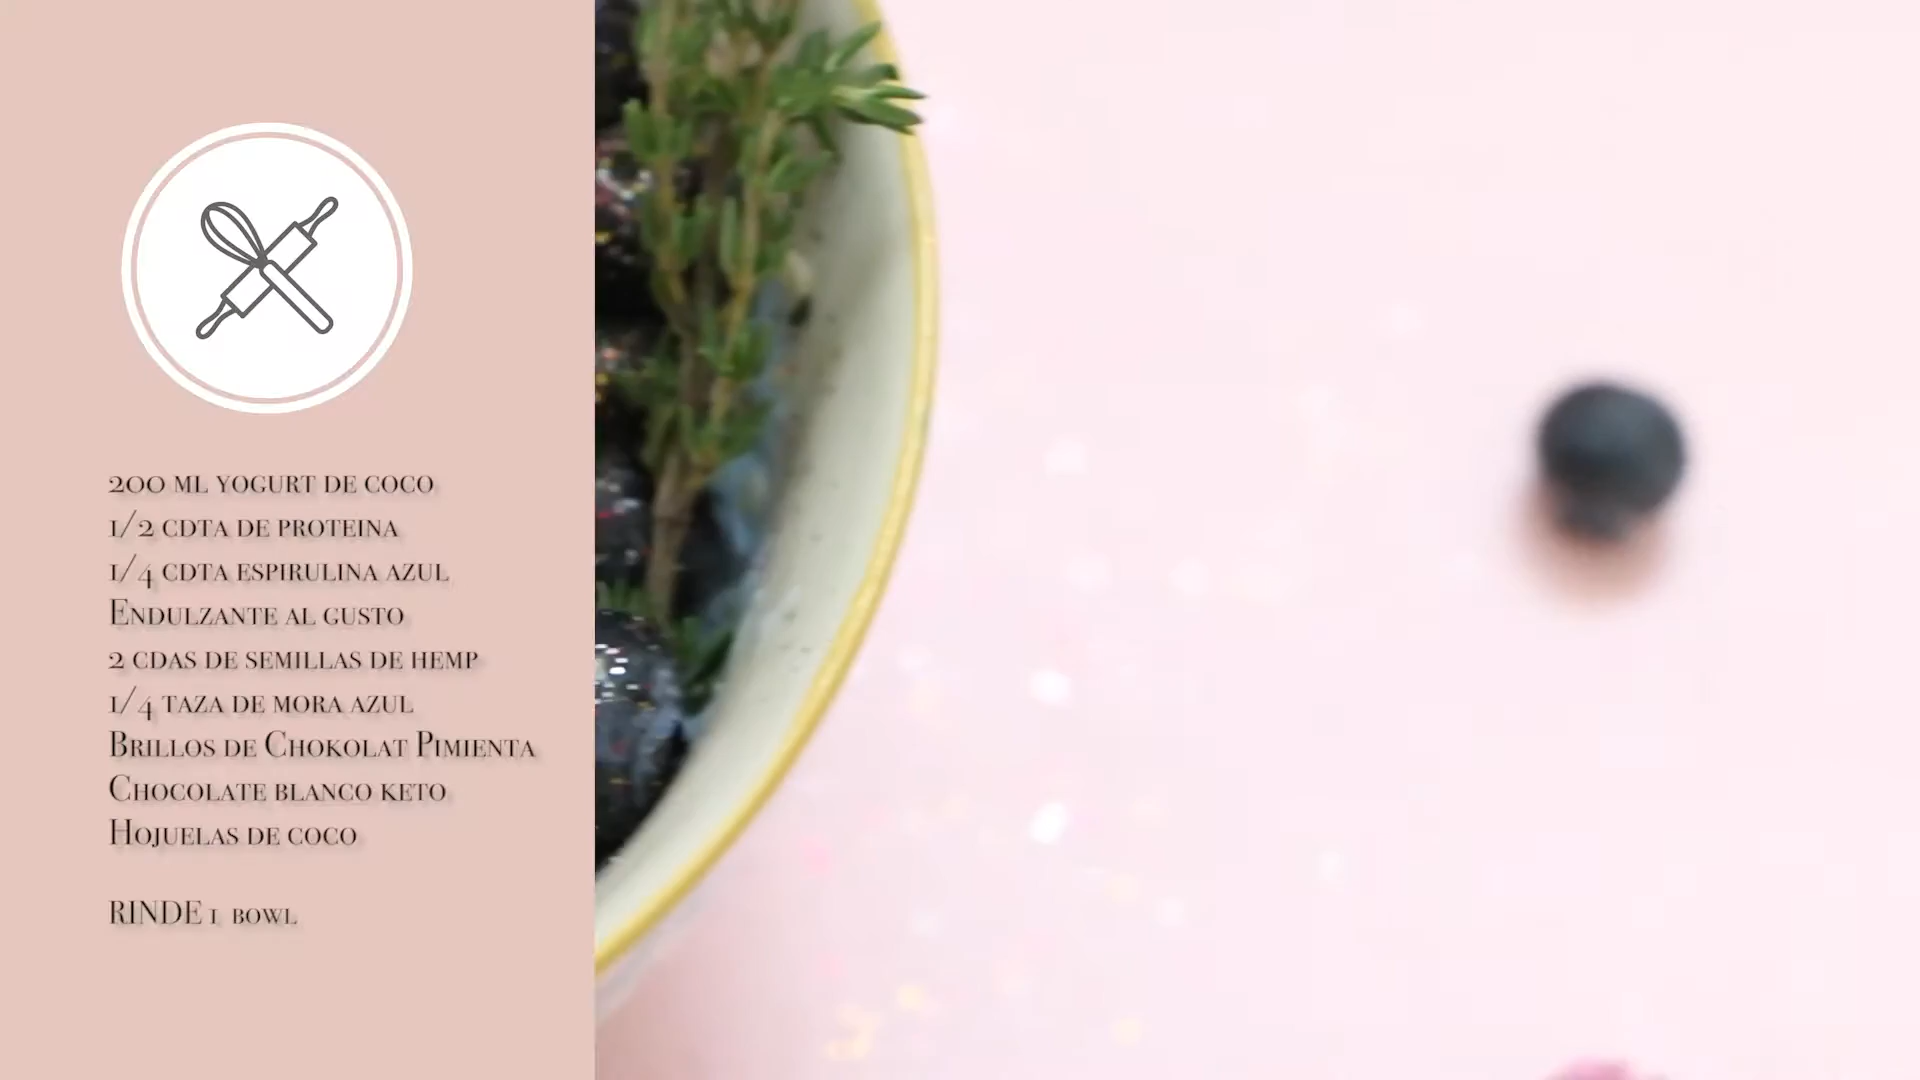 200 ML YOGURT DE COCO
1/2 CDTA DE PROTEINA
1/4 CDTA ESPIRULINA AZUL
ENDULZANTE AL GUSTO
2 CDAS DE SEMILLAS DE HEMP
1/4 TAZA DE MORA AZUL
BRILLOS DE CHOKOLAT PIMIENTA
CHOCOLATE BLANCO KETO
HOJUELAS DE COCO
RINDE 1 BOWL